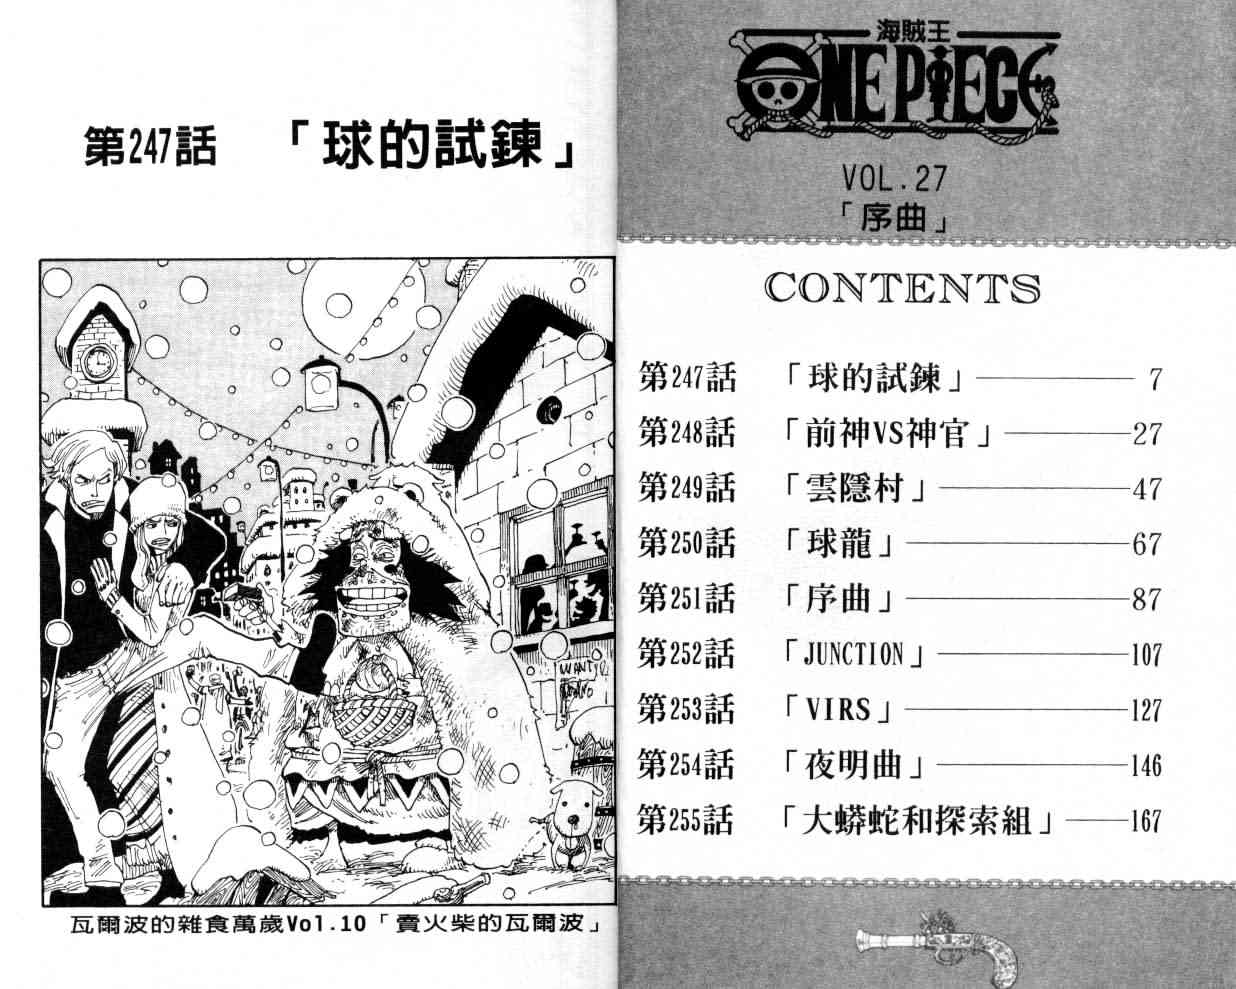 第247話 「球的試鍊」
WANTED
瓦爾波的雜食萬歲Vol.10「賣火柴的瓦爾波」
海賊王
ONE PIECE
VOL.27
「序曲」
CONTENTS
第247話 「球的試鍊」 7
第248話 「前神VS神官」 27
第249話 「雲隱村」 47
第250話 「球龍」 67
第251話 「序曲」 87
第252話 「JUNCTION」 107
第253話 「VIRS」 127
第254話 「夜明曲」 146
第255話 「大蟒蛇和探索組」 167